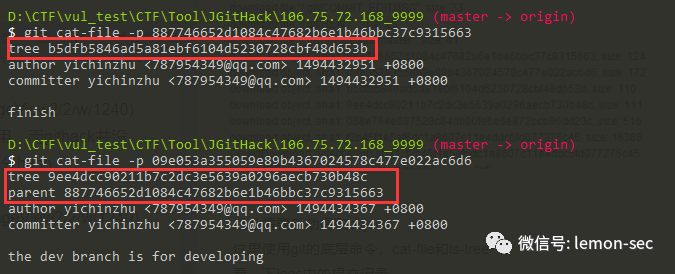 D:\CTF\vul_test\CTF\Tool\JGitHack\106.75.72.168_9999 (master -> origin)
$ git cat-file -p 887746652d1084c47682b6e1b46bbc37c9315663
tree b5dfb5846ad5a81ebf6104d5230728cbf48d653b
author yichinzhu <787954349@qq.com> 1494432951 +0800
committer yichinzhu <787954349@qq.com> 1494432951 +0800
finish
D:\CTF\vul_test\CTF\Tool\JGitHack\106.75.72.168_9999 (master -> origin)
$ git cat-file -p 09e053a355059e89b4367024578c477e022ac6d6
tree 9ee4dcc90211b7c2dc3e5639a0296aecb730b48c
parent 887746652d1084c47682b6e1b46bbc37c9315663
author yichinzhu <787954349@qq.com> 1494434367 +0800
committer yichinzhu <787954349@qq.com> 1494434367 +0800
the dev branch is for developing
微信号: lemon-sec